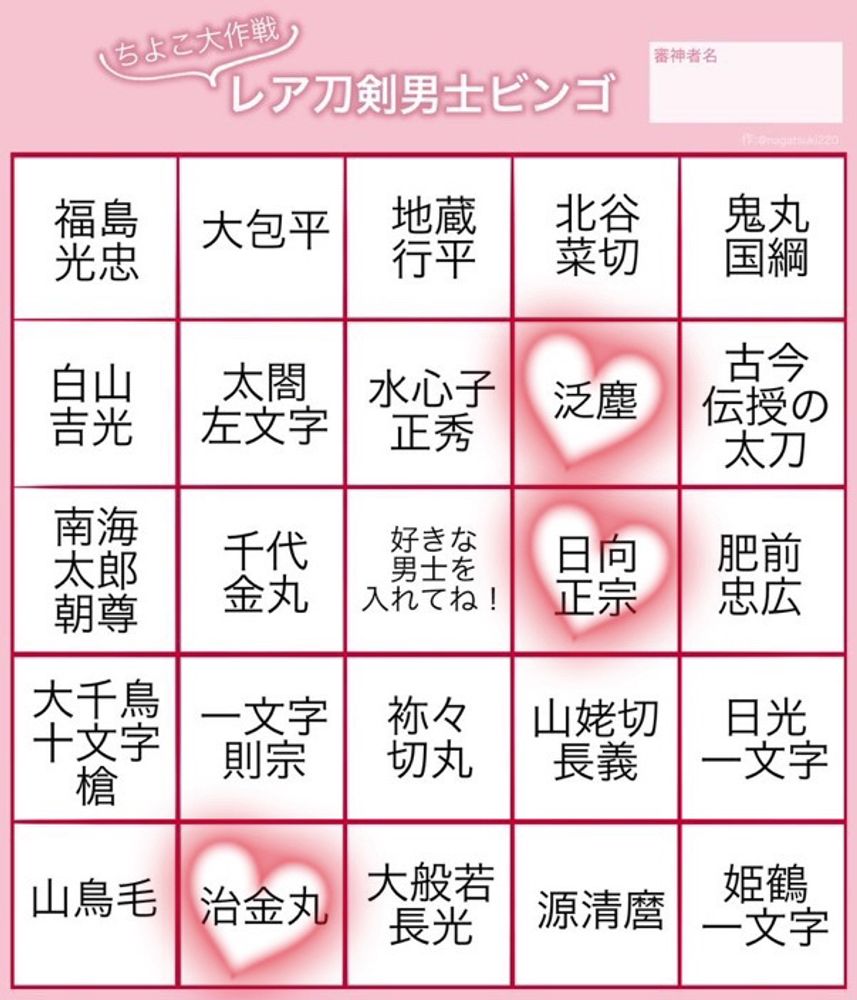 ちよこ大作戦
レア刀剣男士ビンゴ
審神者名
作:@nagatsuki220
福島
光忠
大包平
地蔵
行平
北谷
菜切
鬼丸
国綱
白山
吉光
太閤
左文字
水心子
正秀
泛塵
古今
伝授の
太刀
南海
太郎
朝尊
千代
金丸
好きな
男士を
入れてね！
日向
正宗
肥前
忠広
大千鳥
十文字
槍
一文字
則宗
祢々
切丸
山姥切
長義
日光
一文字
山鳥毛
治金丸
大般若
長光
源清麿
姫鶴
一文字